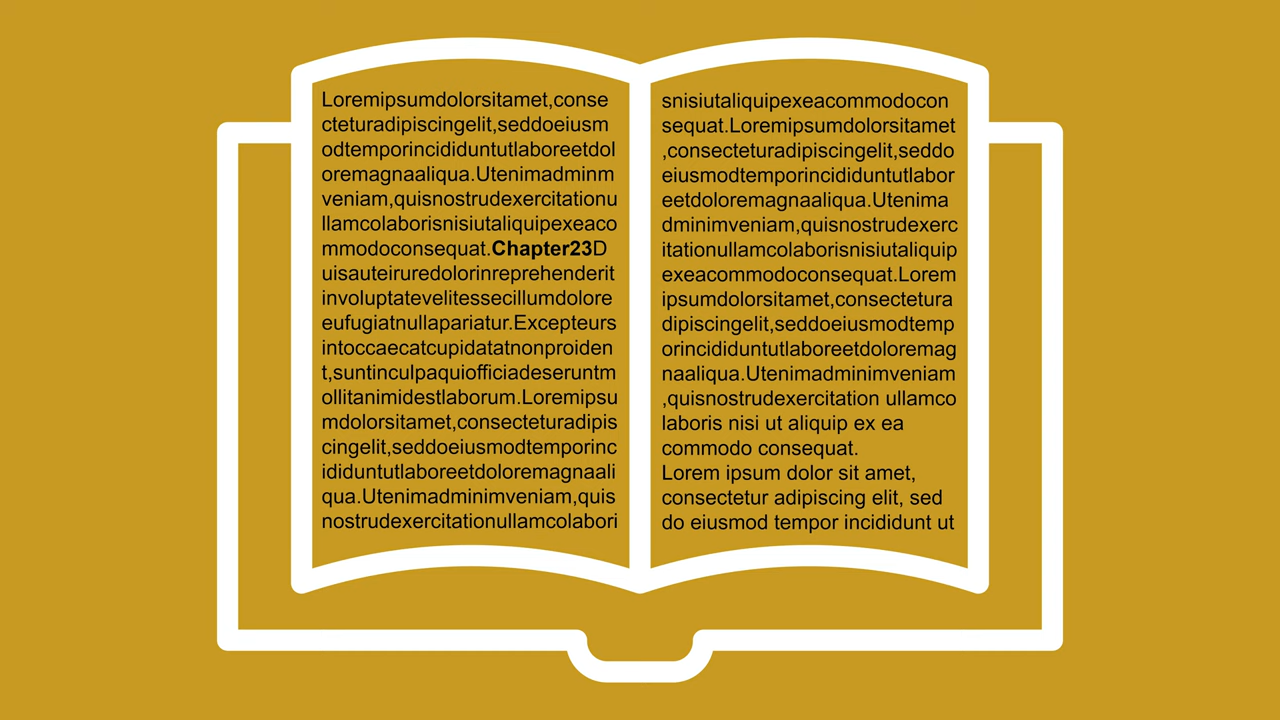 Loremipsumdolorsitamet,conse
cteturadipiscingelit,seddoeiusm
odtemporincididuntutlaboreetdol
oremagnaaliqua.Utenimadminm
veniam,quisnostrudexercitationu
llamcolaborisnisiutaliquipexeaco
mmodoconsequat.Chapter23D
uisauteiruredolorinreprehenderit
involuptatevelitessecillumdolore
eufugiatnullapariatur.Excepteurs
intoccaecatcupidatatnonproiden
t,suntinculpaquiofficiadeseruntm
ollitanimidestlaborum.Loremipsu
mdolorsitamet,consecteturadipis
cingelit,seddoeiusmodtemporinc
ididuntutlaboreetdoloremagnaali
qua.Utenimadminimveniam,quis
nostrudexercitationullamcolabori
snisiutaliquipexeacommodocon
sequat.Loremipsumdolorsitamet
,consecteturadipiscingelit,seddo
eiusmodtemporincididuntutlabor
eetdoloremagnaaliqua.Utenima
dminimveniam,quisnostrudexerc
itationullamcolaborisnisiutaliquip
exeacommodoconsequat.Lorem
ipsumdolorsitamet,consectetura
dipiscingelit,seddoeiusmodtemp
orincididuntutlaboreetdoloremag
naaliqua.Utenimadminimveniam
,quisnostrudexercitation ullamco
laboris nisi ut aliquip ex ea
commodo consequat.
Lorem ipsum dolor sit amet,
consectetur adipiscing elit, sed
do eiusmod tempor incididunt ut